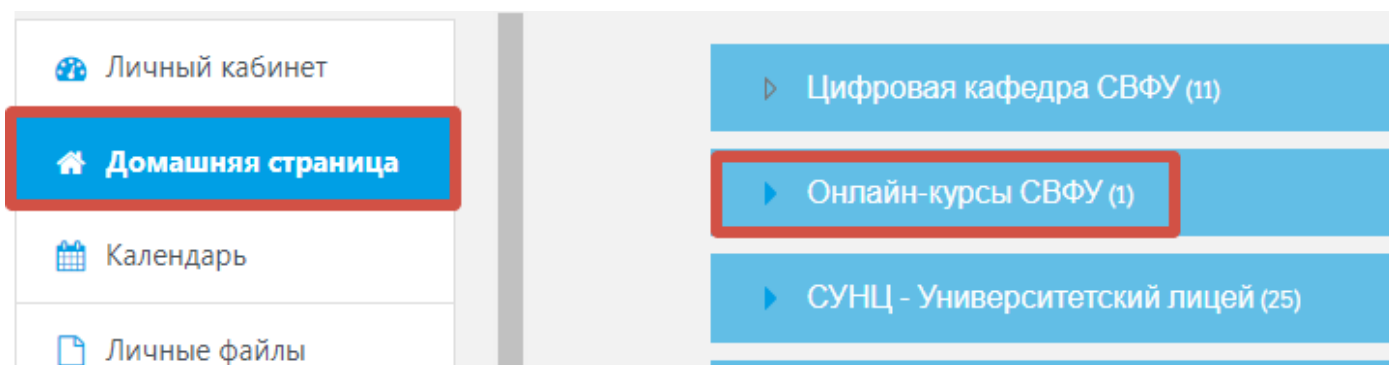 Личный кабинет
Домашняя страница
Календарь
Личные файлы
Цифровая кафедра СВФУ (11)
Онлайн-курсы СВФУ (1)
СУНЦ - Университетский лицей (25)